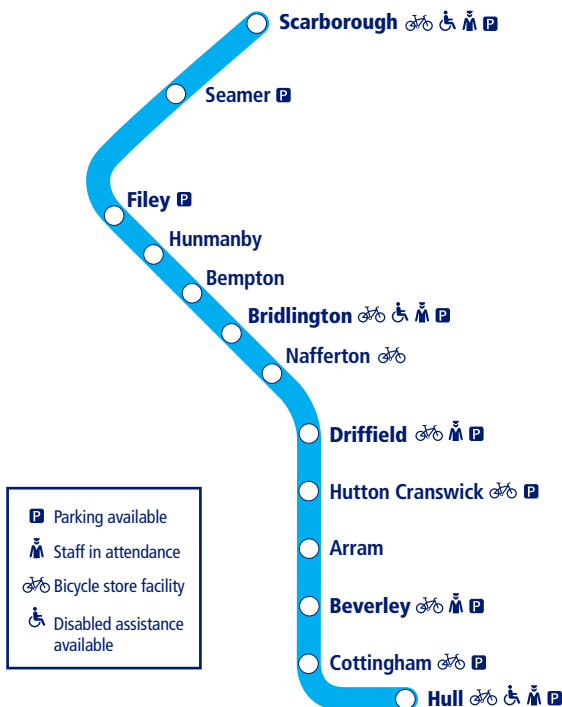 Scarborough P
Seamer P
Filey P
Hunmanby
Bempton
Bridlington P
Nafferton
Driffield P
Hutton Cranswick P
Arram
Beverley P
Cottingham P
Hull P
P Parking available
Staff in attendance
Bicycle store facility
Disabled assistance
available